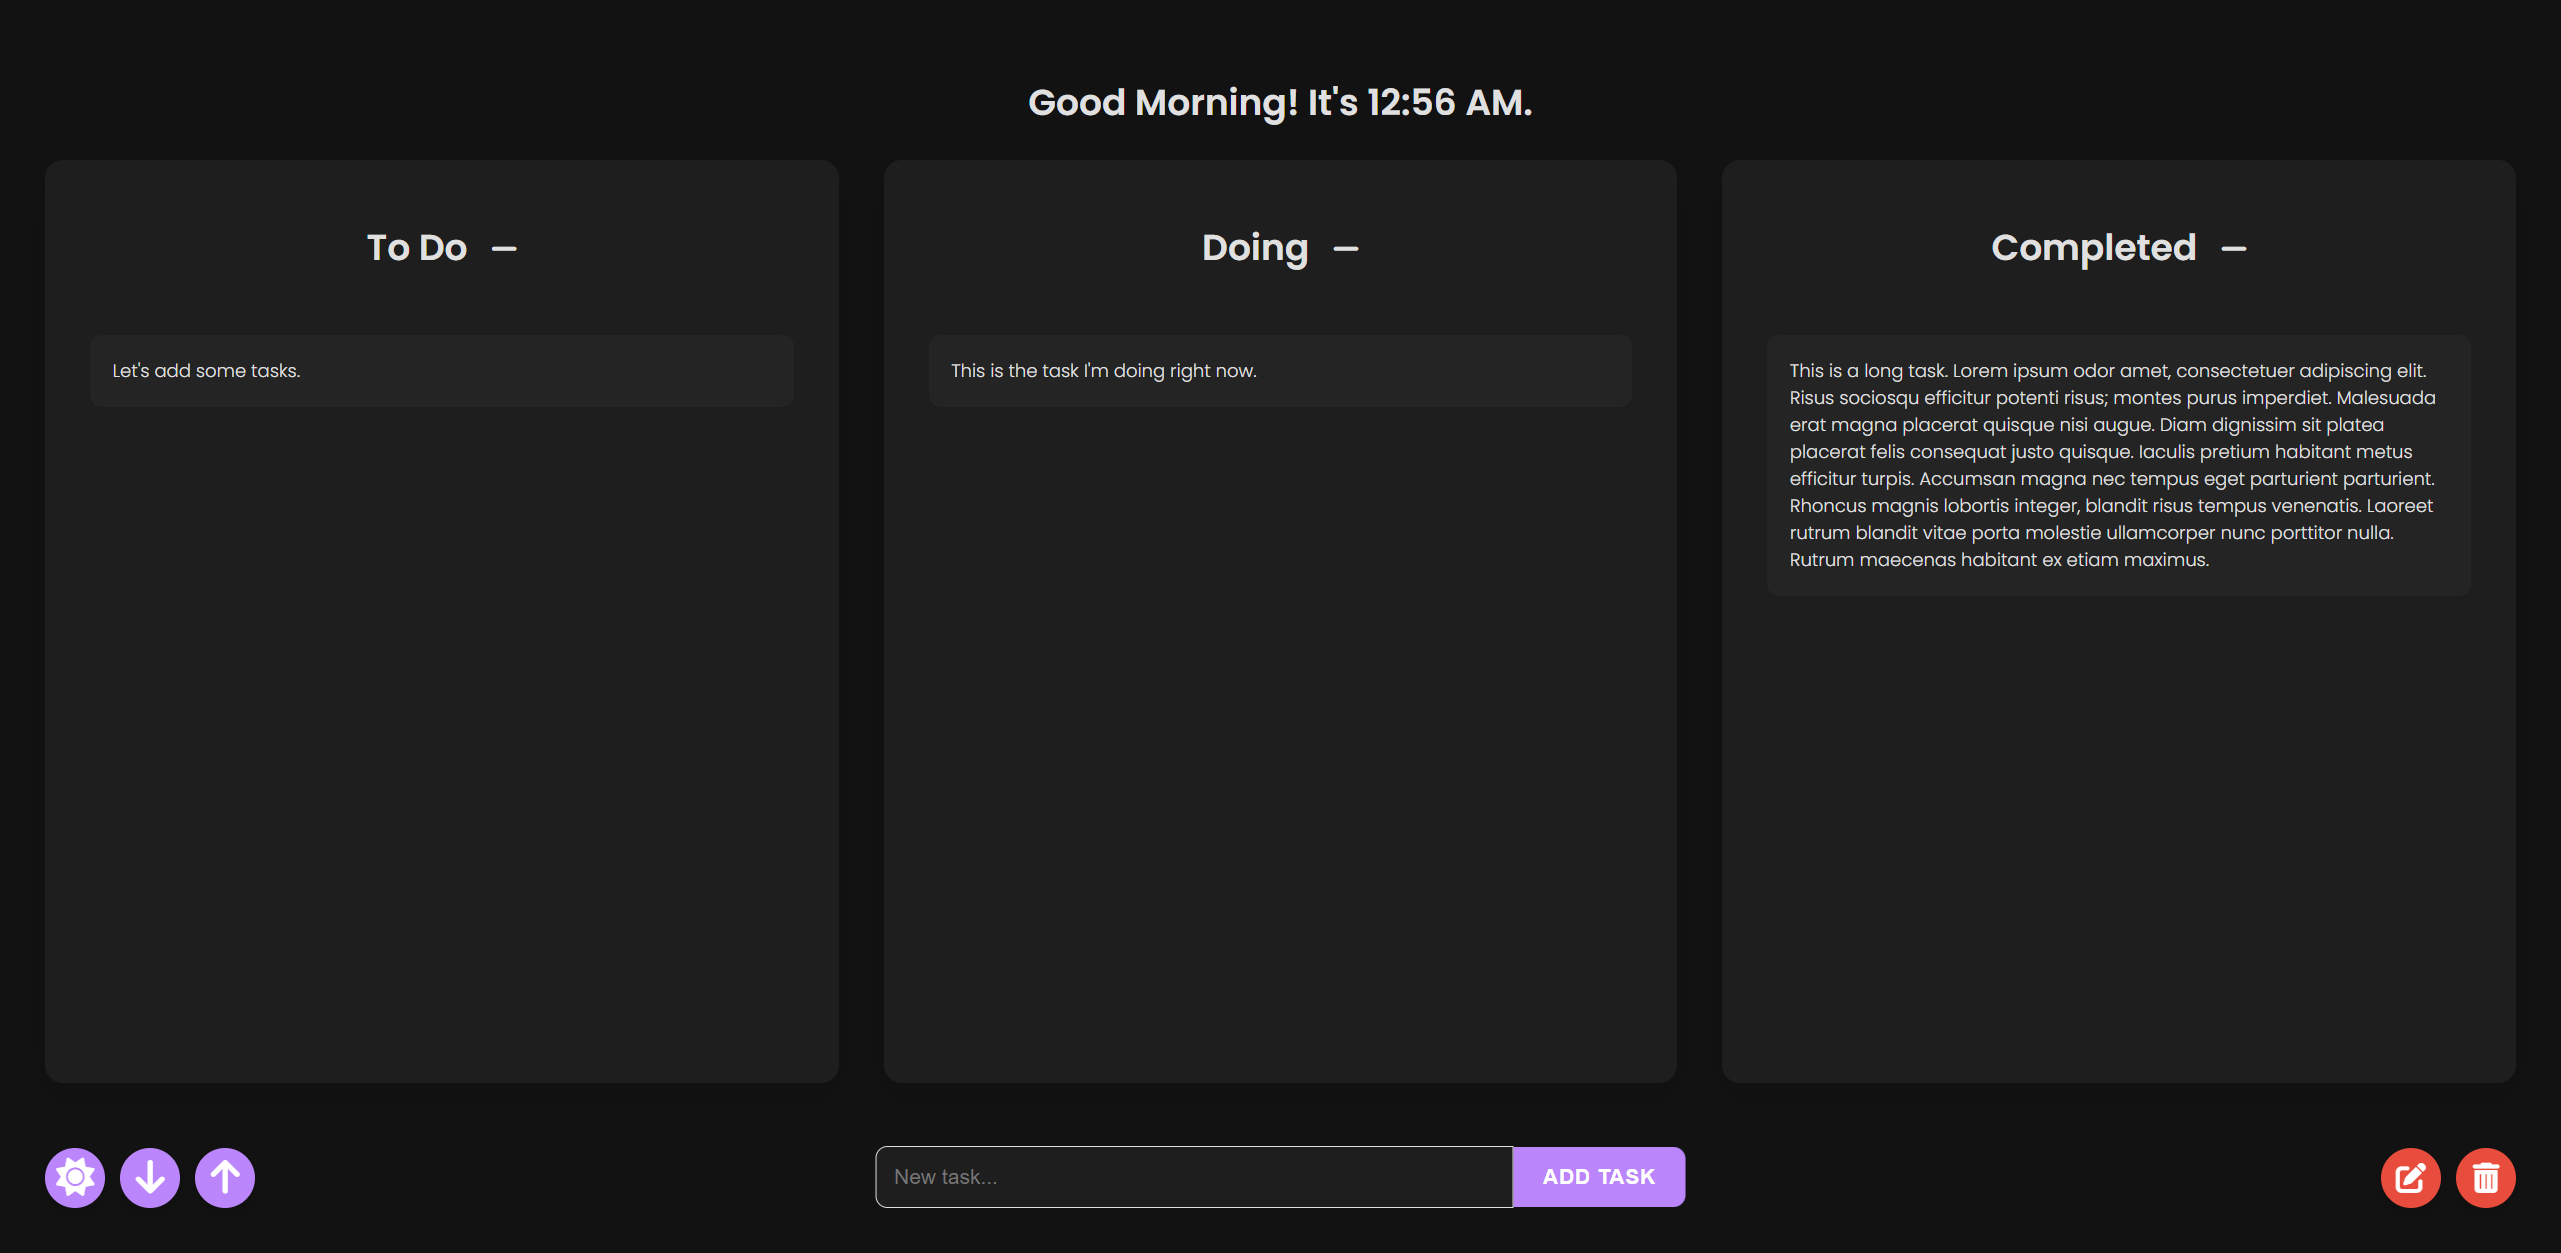 Good Morning! It's 12:56 AM.
To Do
Let's add some tasks.
Doing
This is the task I'm doing right now.
Completed
This is a long task. Lorem ipsum odor amet, consectetuer adipiscing elit.
Risus sociosqu efficitur potenti risus; montes purus imperdiet. Malesuada
erat magna placerat quisque nisi augue. Diam dignissim sit platea
placerat felis consequat justo quisque. Iaculis pretium habitant metus
efficitur turpis. Accumsan magna nec tempus eget parturient parturient.
Rhoncus magnis lobortis integer, blandit risus tempus venenatis. Laoreet
rutrum blandit vitae porta molestie ullamcorper nunc porttitor nulla.
Rutrum maecenas habitant ex etiam maximus.
New task...
ADD TASK